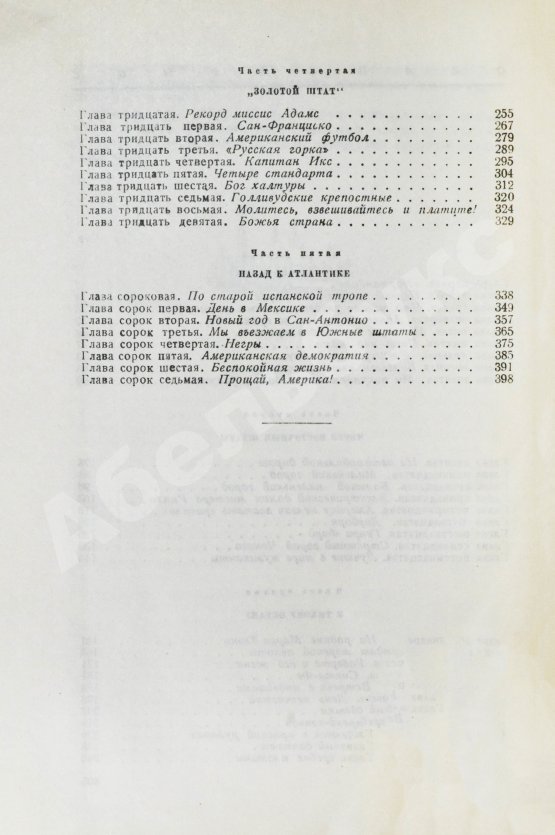 Часть четвертая
„ЗОЛОТОЙ ШТАТ“
Глава тридцатая. Рекорд миссис Адамс . . . . . . . . . . . 255
Глава тридцать первая. Сан-Франциско . . . . . . . . . . . 267
Глава тридцать вторая. Американский футбол . . . . . . . . 279
Глава тридцать третья. «Русская горка» . . . . . . . . . . . 289
Глава тридцать четвертая. Капитан Икс . . . . . . . . . . . 295
Глава тридцать пятая. Четыре стандарта . . . . . . . . . . 304
Глава тридцать шестая. Бог халтуры . . . . . . . . . . . . 312
Глава тридцать седьмая. Голливудские крепостные . . . . . . 320
Глава тридцать восьмая. Молитесь, взвешивайтесь и платите! 324
Глава тридцать девятая. Божья страна . . . . . . . . . . . 329
Часть пятая
НАЗАД К АТЛАНТИКЕ
Глава сороковая. По старой испанской тропе . . . . . . . . 338
Глава сорок первая. День в Мексике . . . . . . . . . . . . 349
Глава сорок вторая. Новый год в Сан-Антонио . . . . . . . . 357
Глава сорок третья. Мы въезжаем в Южные штаты . . . . . . 365
Глава сорок четвертая. Негры . . . . . . . . . . . . . . . 375
Глава сорок пятая. Американская демократия . . . . . . . . 385
Глава сорок шестая. Беспокойная жизнь . . . . . . . . . . . 391
Глава сорок седьмая. Прощай, Америка! . . . . . . . . . . . 398